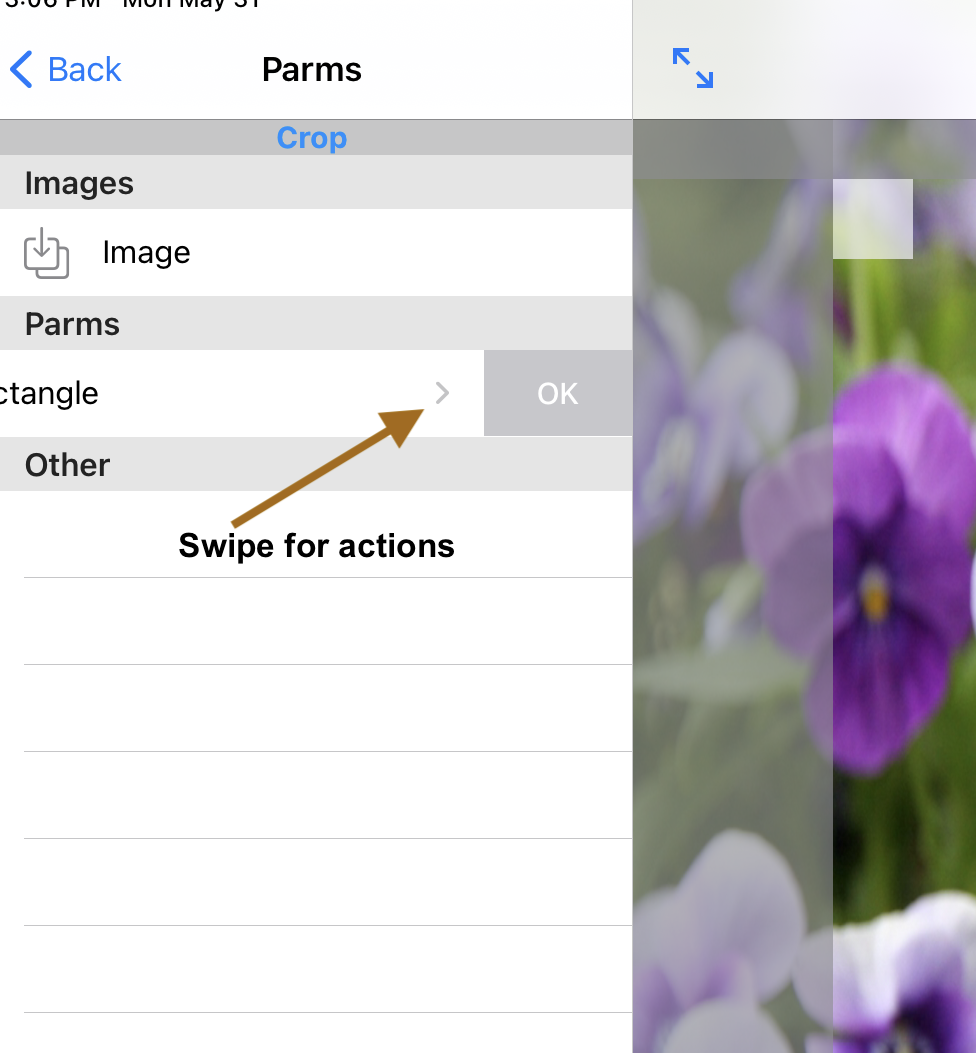 3:06 PM Mon May 31
Back
Parms
Crop
Images
Image
Parms
ctangle
OK
Other
Swipe for actions